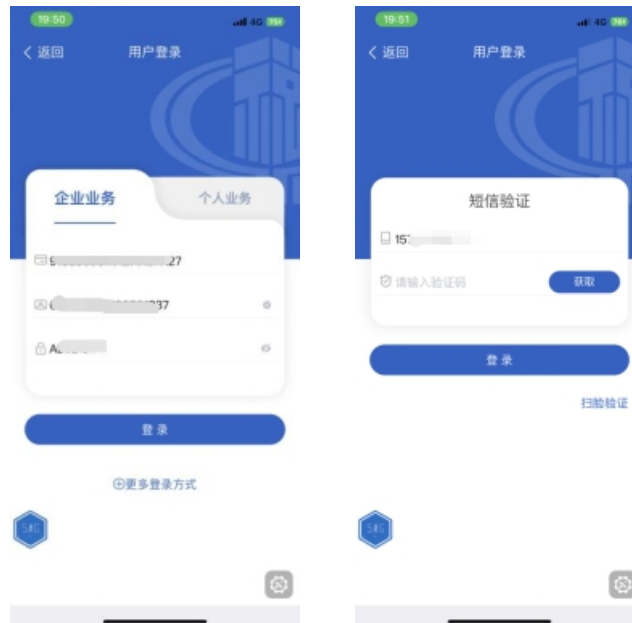 19:50
4G
返回
用户登录
企业业务
个人业务
27
237
登录
更多登录方式
19:51
4G
返回
用户登录
短信验证
15
请输入验证码
获取
登录
扫脸验证